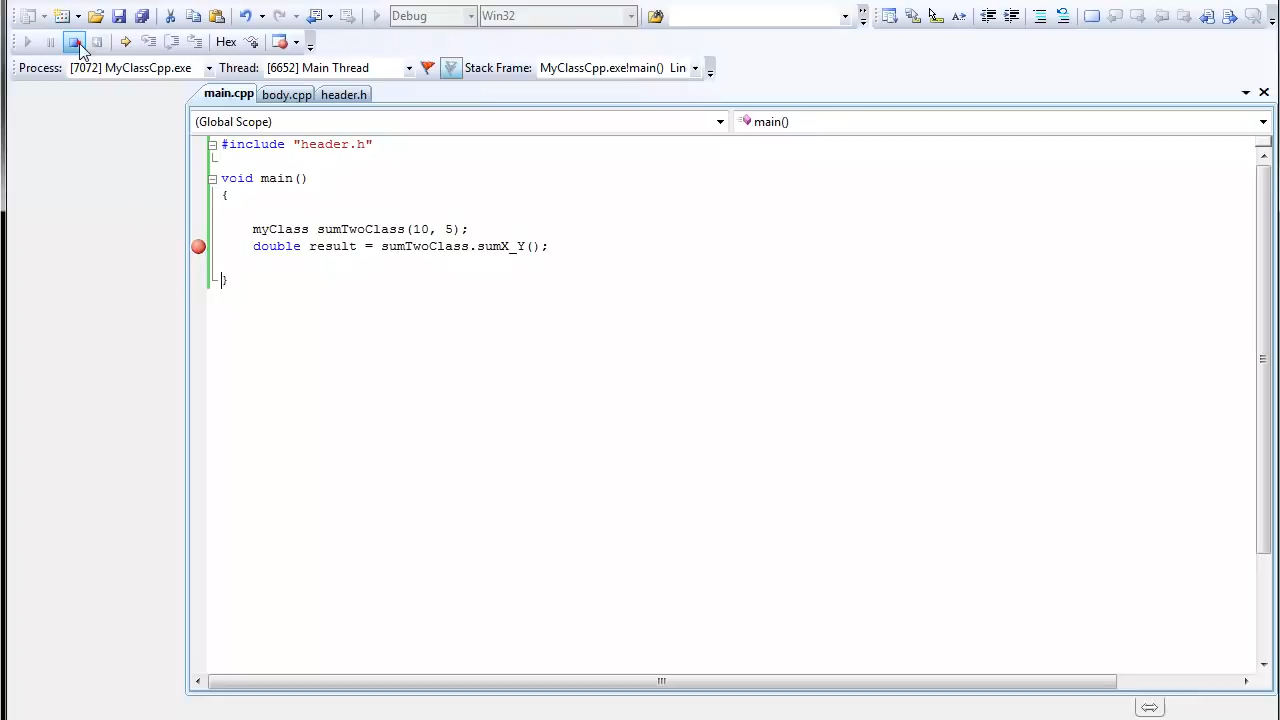 Debug Win32
Hex
Process: [7072] MyClassCpp.exe Thread: [6652] Main Thread Stack Frame: MyClassCpp.exe!main() Lin
main.cpp body.cpp header.h
(Global Scope) main()
#include "header.h"
void main()
{
myClass sumTwoClass(10, 5);
double result = sumTwoClass.sumX_Y();
}